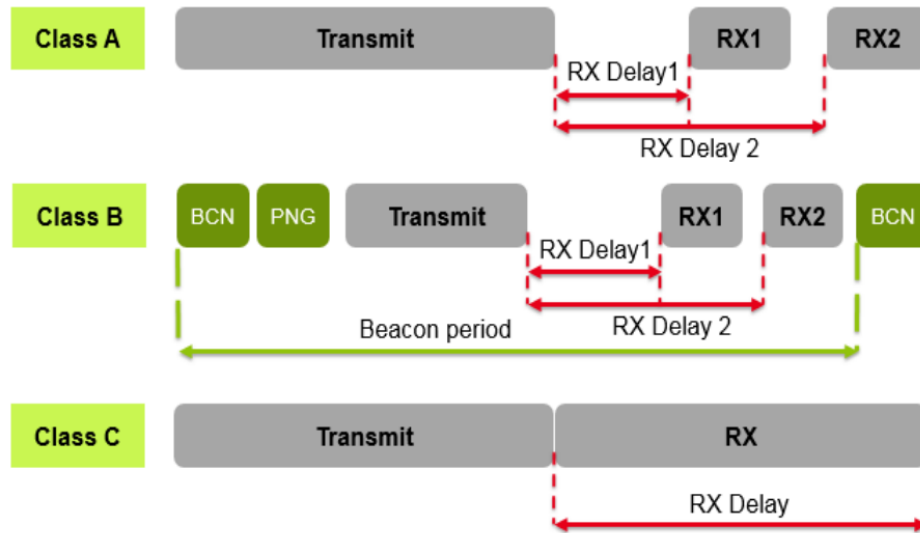 Class A
Transmit
RX1
RX2
RX Delay1
RX Delay 2
Class B
BCN
PNG
Transmit
RX1
RX2
BCN
RX Delay1
RX Delay 2
Beacon period
Class C
Transmit
RX
RX Delay